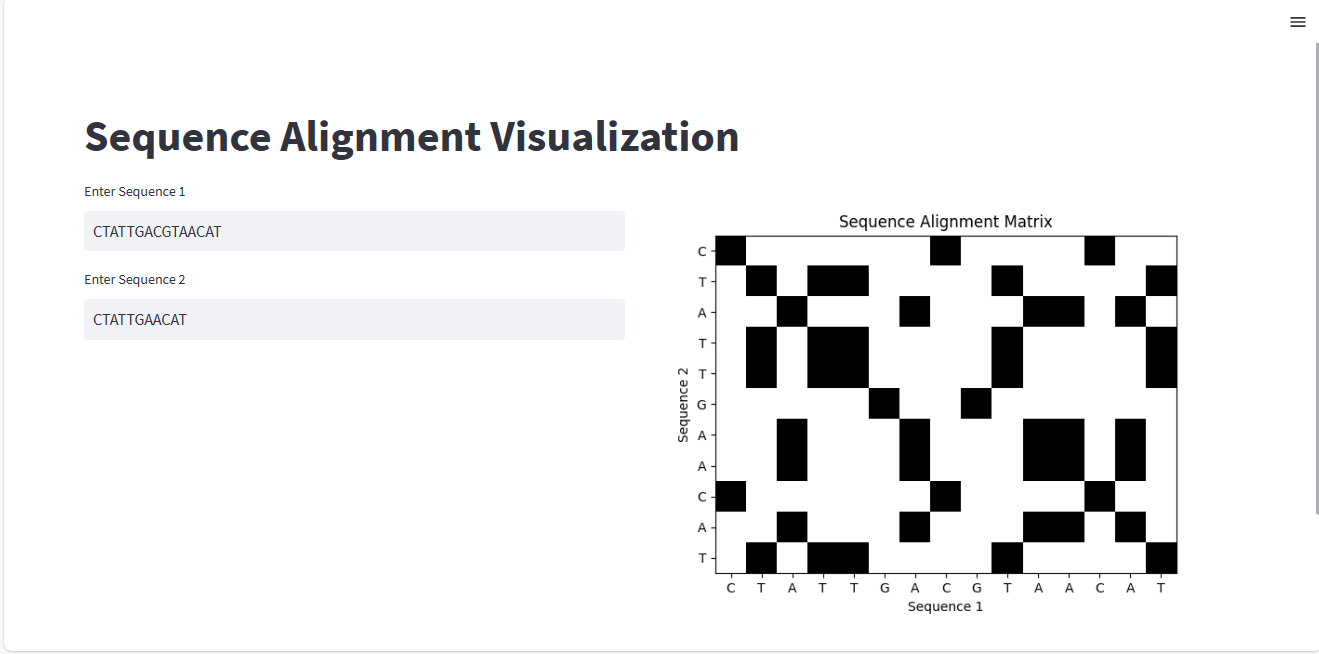 Sequence Alignment Visualization
Enter Sequence 1
CTATTGACGTAACAT
Enter Sequence 2
CTATTGAACAT
Sequence Alignment Matrix
Sequence 2
C
T
A
T
T
G
A
A
C
A
T
C T A T T G A C G T A A C A T
Sequence 1